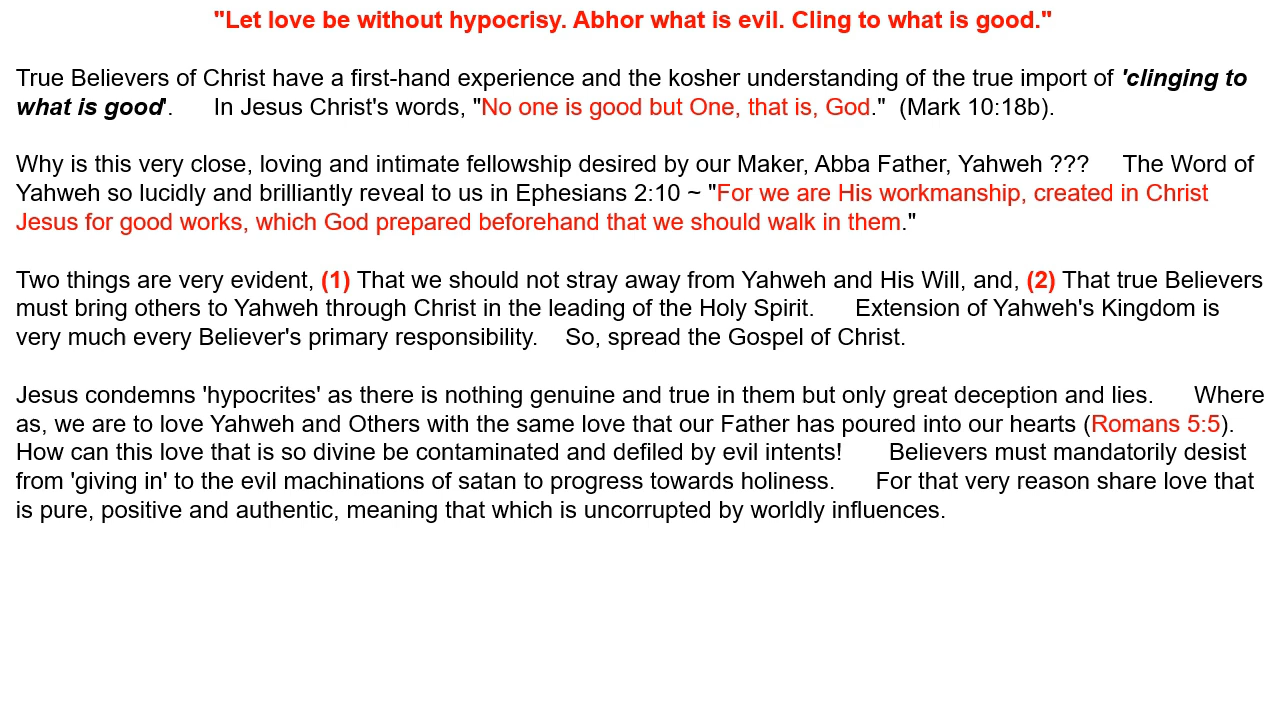 "Let love be without hypocrisy. Abhor what is evil. Cling to what is good."
True Believers of Christ have a first-hand experience and the kosher understanding of the true import of 'clinging to
what is good'. In Jesus Christ's words, "No one is good but One, that is, God." (Mark 10:18b).
Why is this very close, loving and intimate fellowship desired by our Maker, Abba Father, Yahweh ??? The Word of
Yahweh so lucidly and brilliantly reveal to us in Ephesians 2:10 ~ "For we are His workmanship, created in Christ
Jesus for good works, which God prepared beforehand that we should walk in them."
Two things are very evident, (1) That we should not stray away from Yahweh and His Will, and, (2) That true Believers
must bring others to Yahweh through Christ in the leading of the Holy Spirit. Extension of Yahweh's Kingdom is
very much every Believer's primary responsibility. So, spread the Gospel of Christ.
Jesus condemns 'hypocrites' as there is nothing genuine and true in them but only great deception and lies. Where
as, we are to love Yahweh and Others with the same love that our Father has poured into our hearts (Romans 5:5).
How can this love that is so divine be contaminated and defiled by evil intents! Believers must mandatorily desist
from 'giving in' to the evil machinations of satan to progress towards holiness. For that very reason share love that
is pure, positive and authentic, meaning that which is uncorrupted by worldly influences.